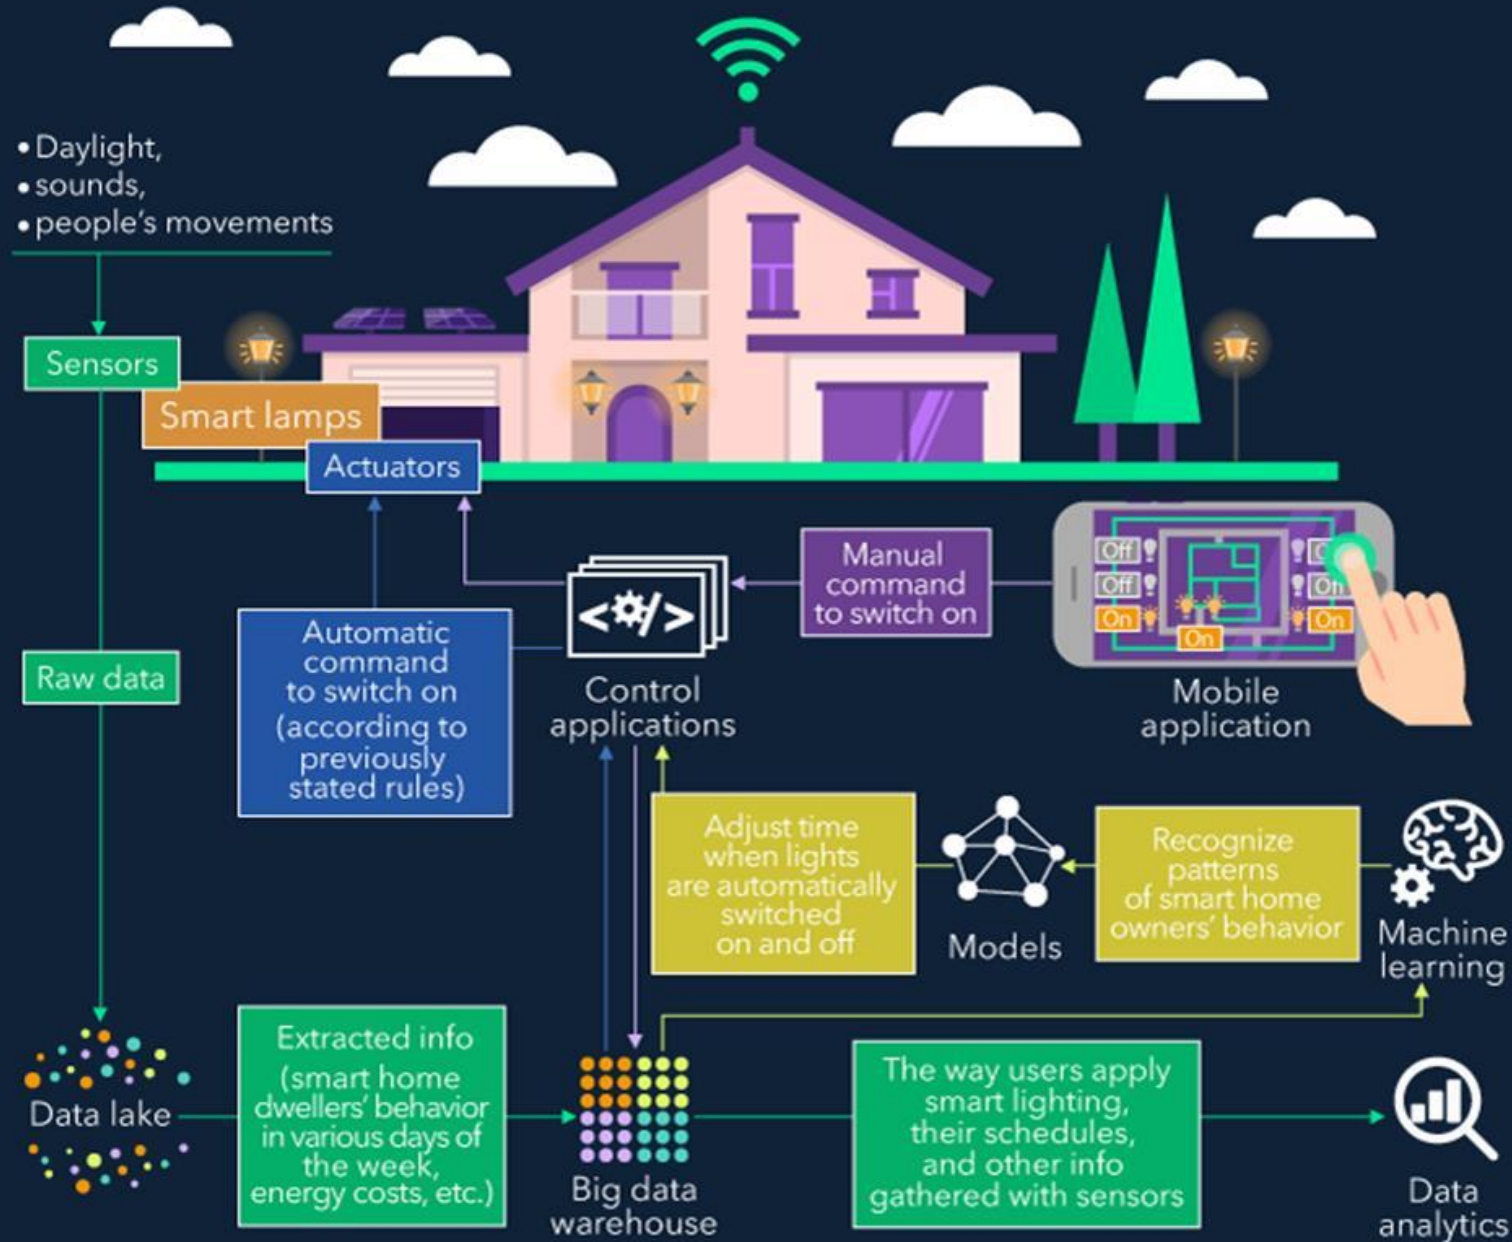 • Daylight,
• sounds,
• people's movements
Sensors
Smart lamps
Actuators
Manual
command
to switch on
Off
Off
On
On
On
On
Automatic
command
to switch on
(according to
previously
stated rules)
Raw data
Control
applications
Mobile
application
Adjust time
when lights
are automatically
switched
on and off
Models
Recognize
patterns
of smart home
owners' behavior
Machine
learning
Data lake
Extracted info
(smart home
dwellers' behavior
in various days of
the week,
energy costs, etc.)
Big data
warehouse
The way users apply
smart lighting,
their schedules,
and other info
gathered with sensors
Data
analytics